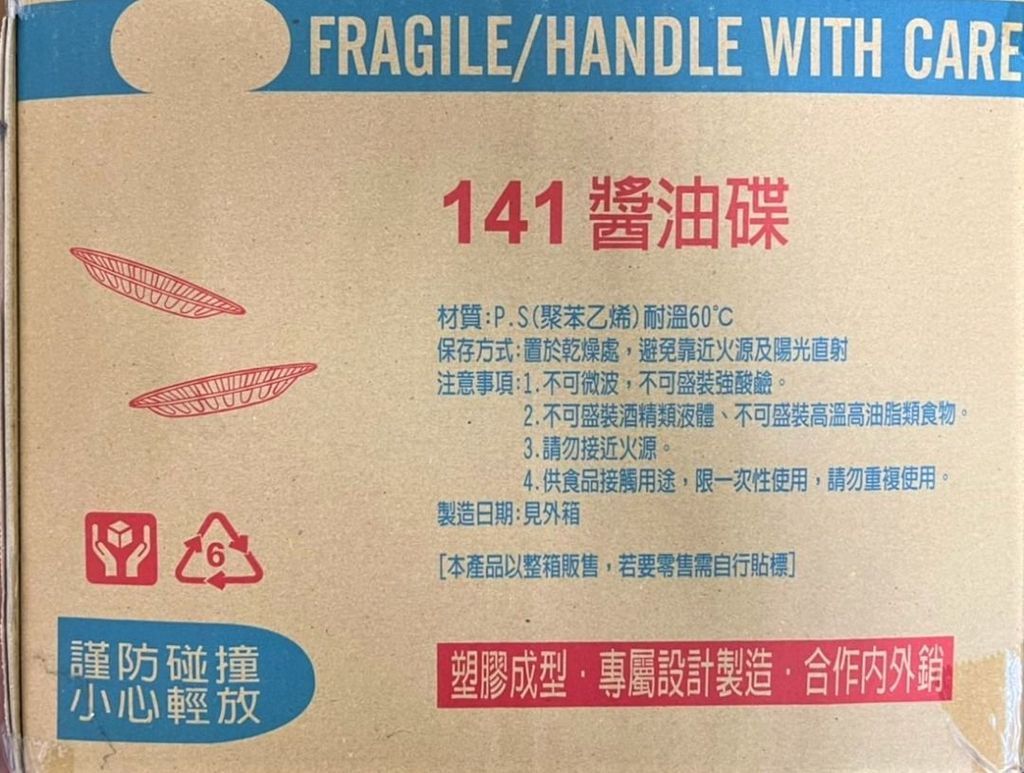 FRAGILE/HANDLE WITH CARE
141 醬油碟
材質:P.S(聚苯乙烯)耐溫60℃
保存方式:置於乾燥處，避免靠近火源及陽光直射
注意事項:1.不可微波，不可盛裝強酸鹼。
2.不可盛裝酒精類液體、不可盛裝高溫高油脂類食物。
3.請勿接近火源。
4.供食品接觸用途，限一次性使用，請勿重複使用。
製造日期:見外箱
[本產品以整箱販售，若要零售需自行貼標]
6
謹防碰撞
小心輕放
塑膠成型·專屬設計製造·合作內外銷